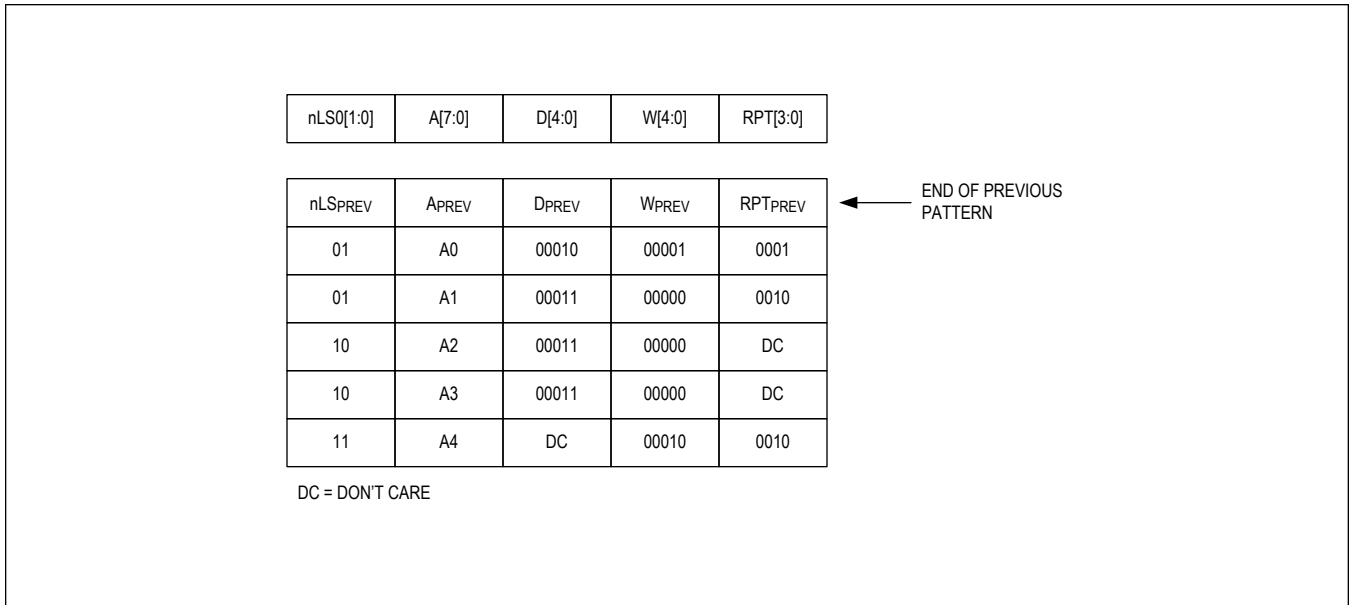 nLS0[1:0] A[7:0] D[4:0] W[4:0] RPT[3:0]
nLSPREV APREV DPREV WPREV RPTPREV END OF PREVIOUS
PATTERN
01 A0 00010 00001 0001
01 A1 00011 00000 0010
10 A2 00011 00000 DC
10 A3 00011 00000 DC
11 A4 DC 00010 0010
DC = DON'T CARE